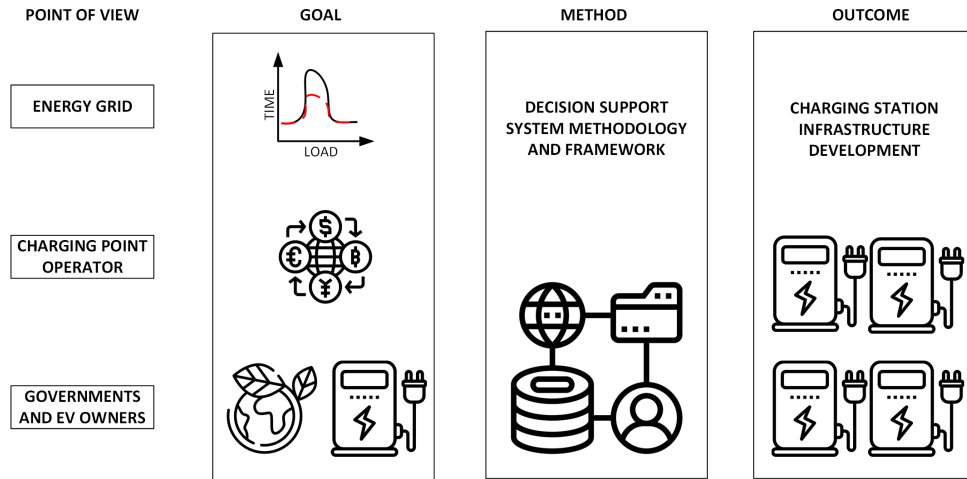 POINT OF VIEW
GOAL
METHOD
OUTCOME
ENERGY GRID
TIME
LOAD
DECISION SUPPORT
SYSTEM METHODOLOGY
AND FRAMEWORK
CHARGING STATION
INFRASTRUCTURE
DEVELOPMENT
CHARGING POINT
OPERATOR
$
€
฿
¥
GOVERNMENTS
AND EV OWNERS